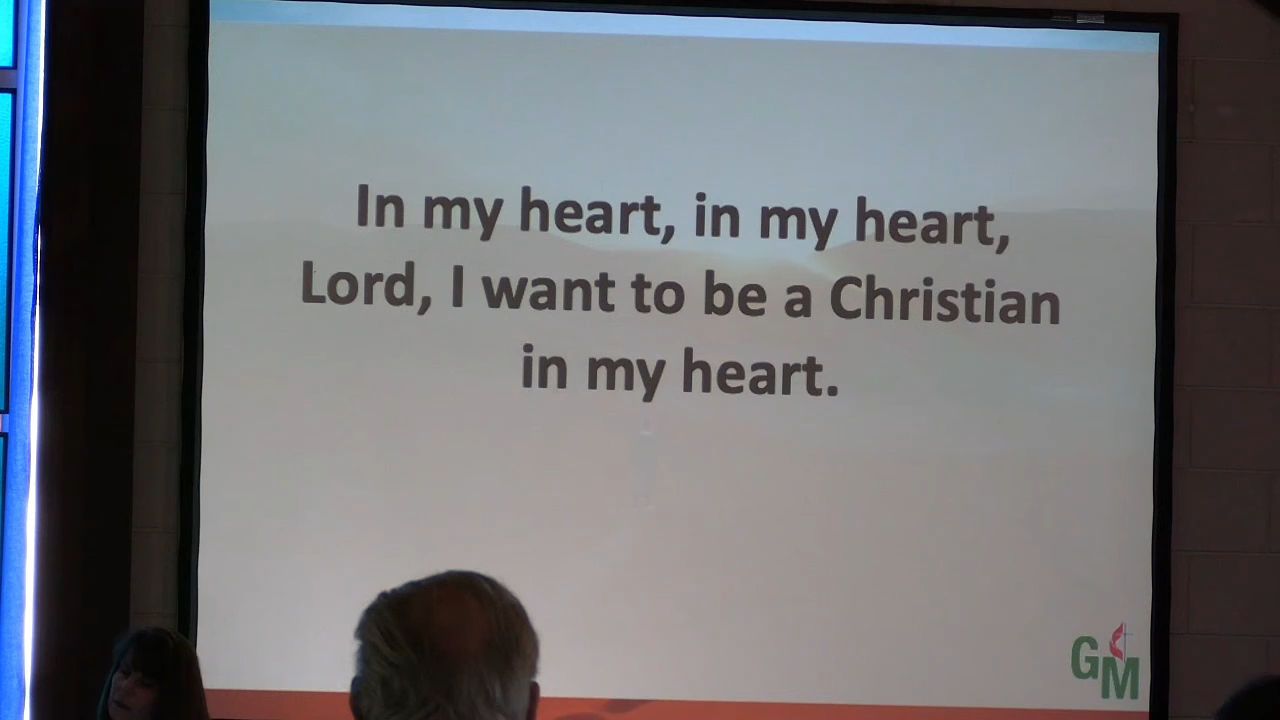 In my heart, in my heart,
Lord, I want to be a Christian
in my heart.
GM